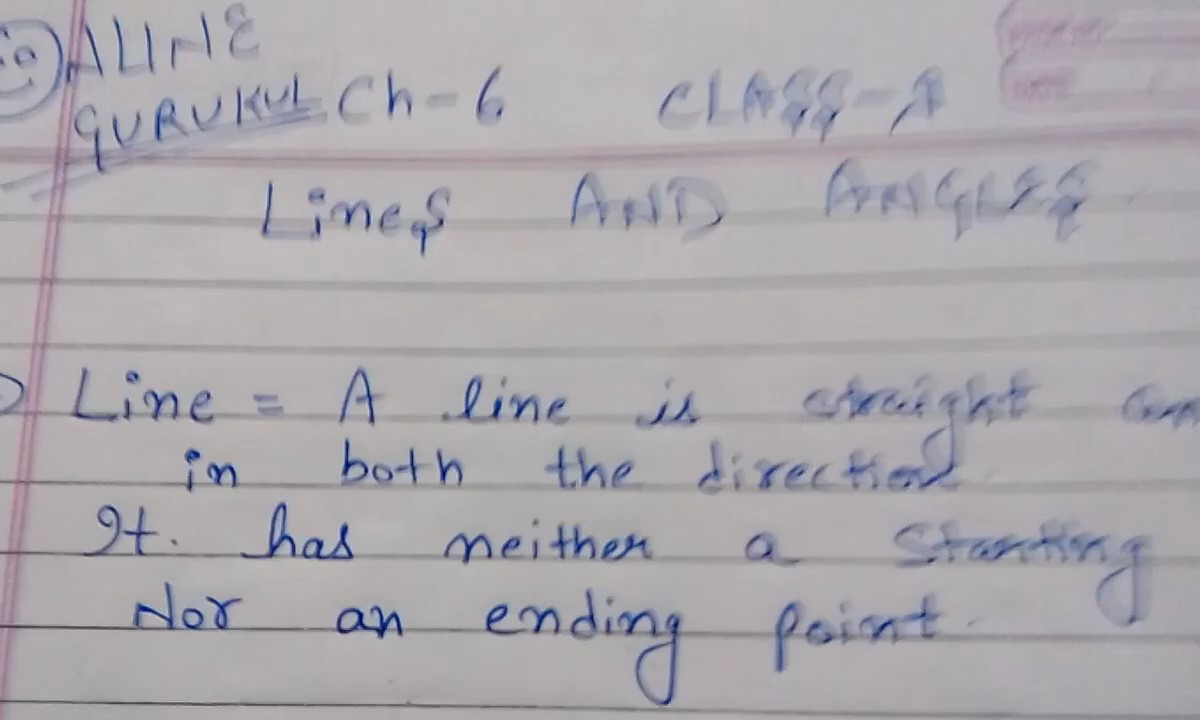 ALINE
GURUKUL Ch-6 CLASS-
Lines AND ANGLES
Line = A line is straight
in both the direction
It. has neither a Starting
Nor an ending point.